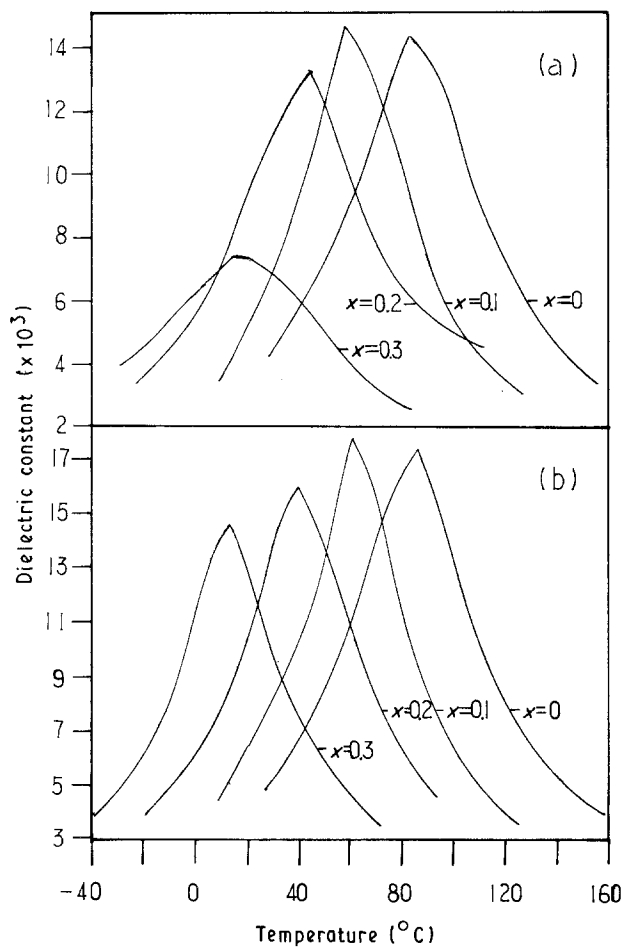 Dielectric constant (x 10³)
14
12
10
8
6
4
2
(a)
x=0.2
x=0.1
x=0
x=0.3
17
15
13
11
9
7
5
3
(b)
x=0.2
x=0.1
x=0
x=0.3
-40
0
40
80
120
160
Temperature (°C)